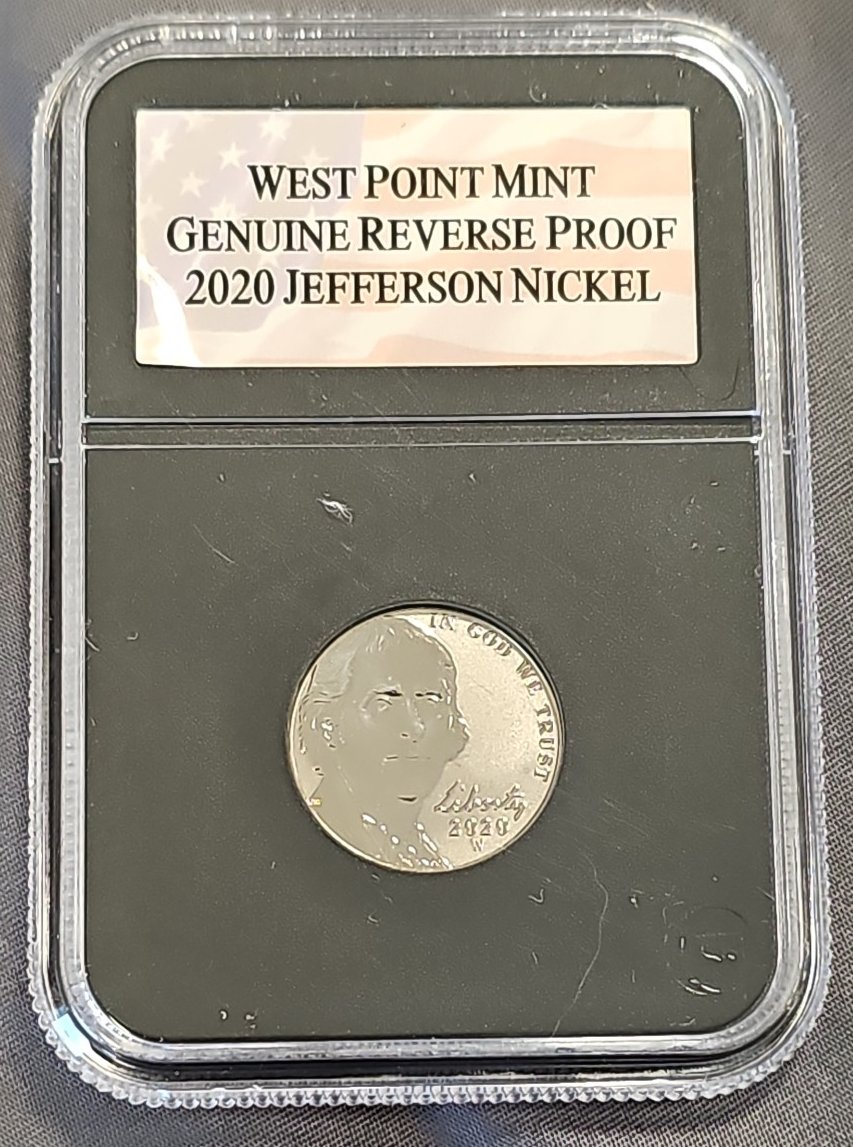 WEST POINT MINT
GENUINE REVERSE PROOF
2020 JEFFERSON NICKEL
IN GOD WE TRUST
Liberty
2020
W